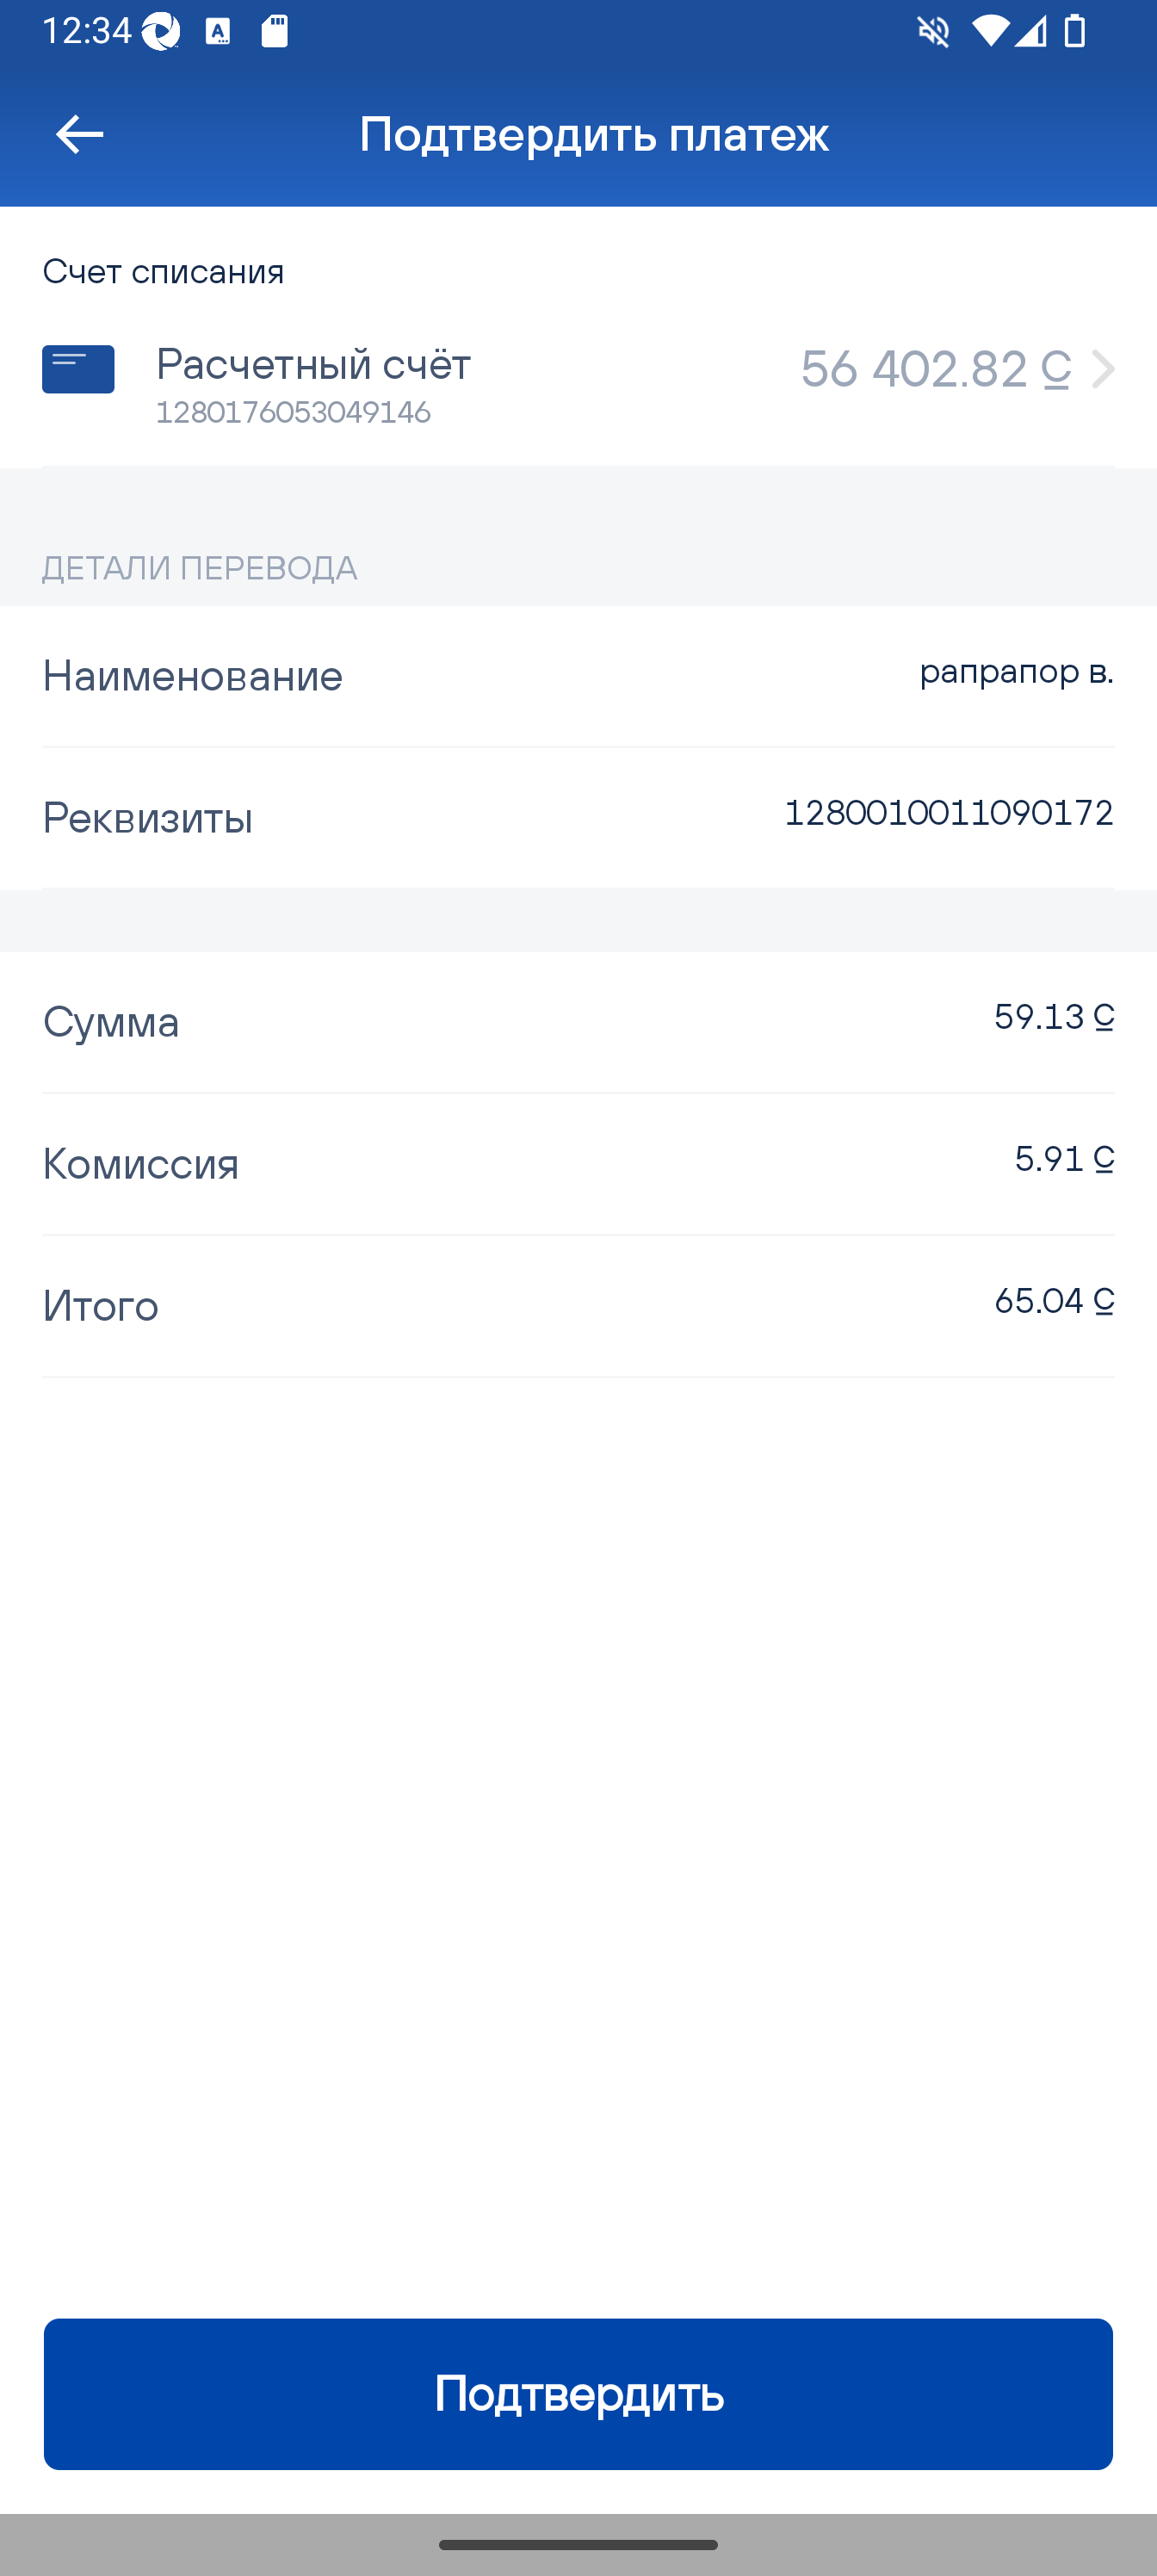 12:34
Подтвердить платеж
Счет списания
Расчетный счёт
56 402.82 С
1280176053049146
ДЕТАЛИ ПЕРЕВОДА
Наименование
рапрапор в.
Реквизиты
1280010011090172
Сумма
59.13 С
Комиссия
5.91 С
Итого
65.04 С
Подтвердить